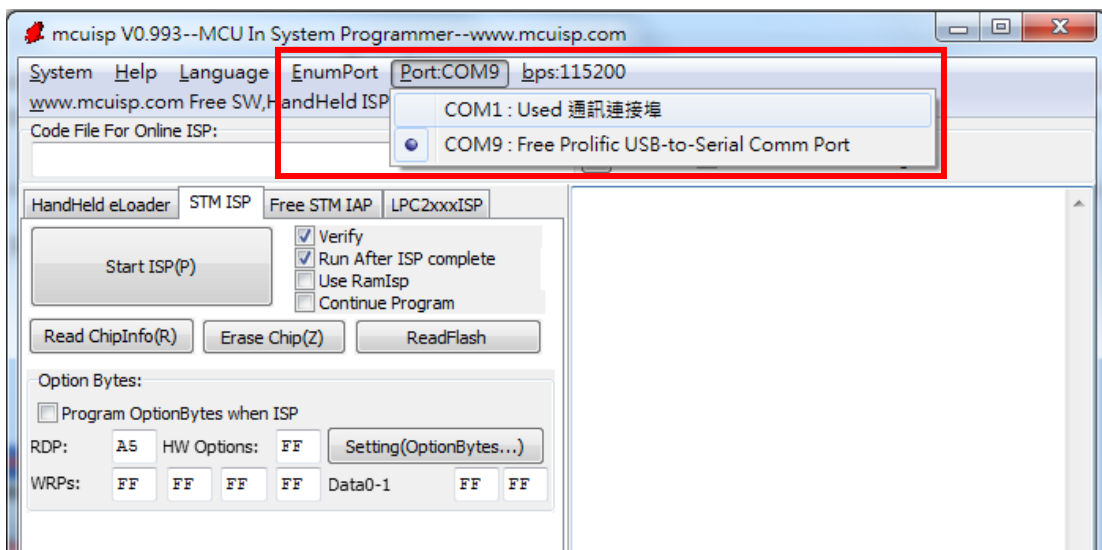 mcuisp V0.993--MCU In System Programmer--www.mcuisp.com
System Help Language EnumPort Port:COM9 bps:115200
www.mcuisp.com Free SW,HandHeld ISP
COM1 : Used 通訊連接埠
Code File For Online ISP:
COM9 : Free Prolific USB-to-Serial Comm Port
HandHeld eLoader STM ISP Free STM IAP LPC2xxxISP
Start ISP(P)
Verify
Run After ISP complete
Use RamIsp
Continue Program
Read ChipInfo(R) Erase Chip(Z) ReadFlash
Option Bytes:
Program OptionBytes when ISP
RDP: A5 HW Options: FF Setting(OptionBytes...)
WRPs: FF FF FF FF Data0-1 FF FF